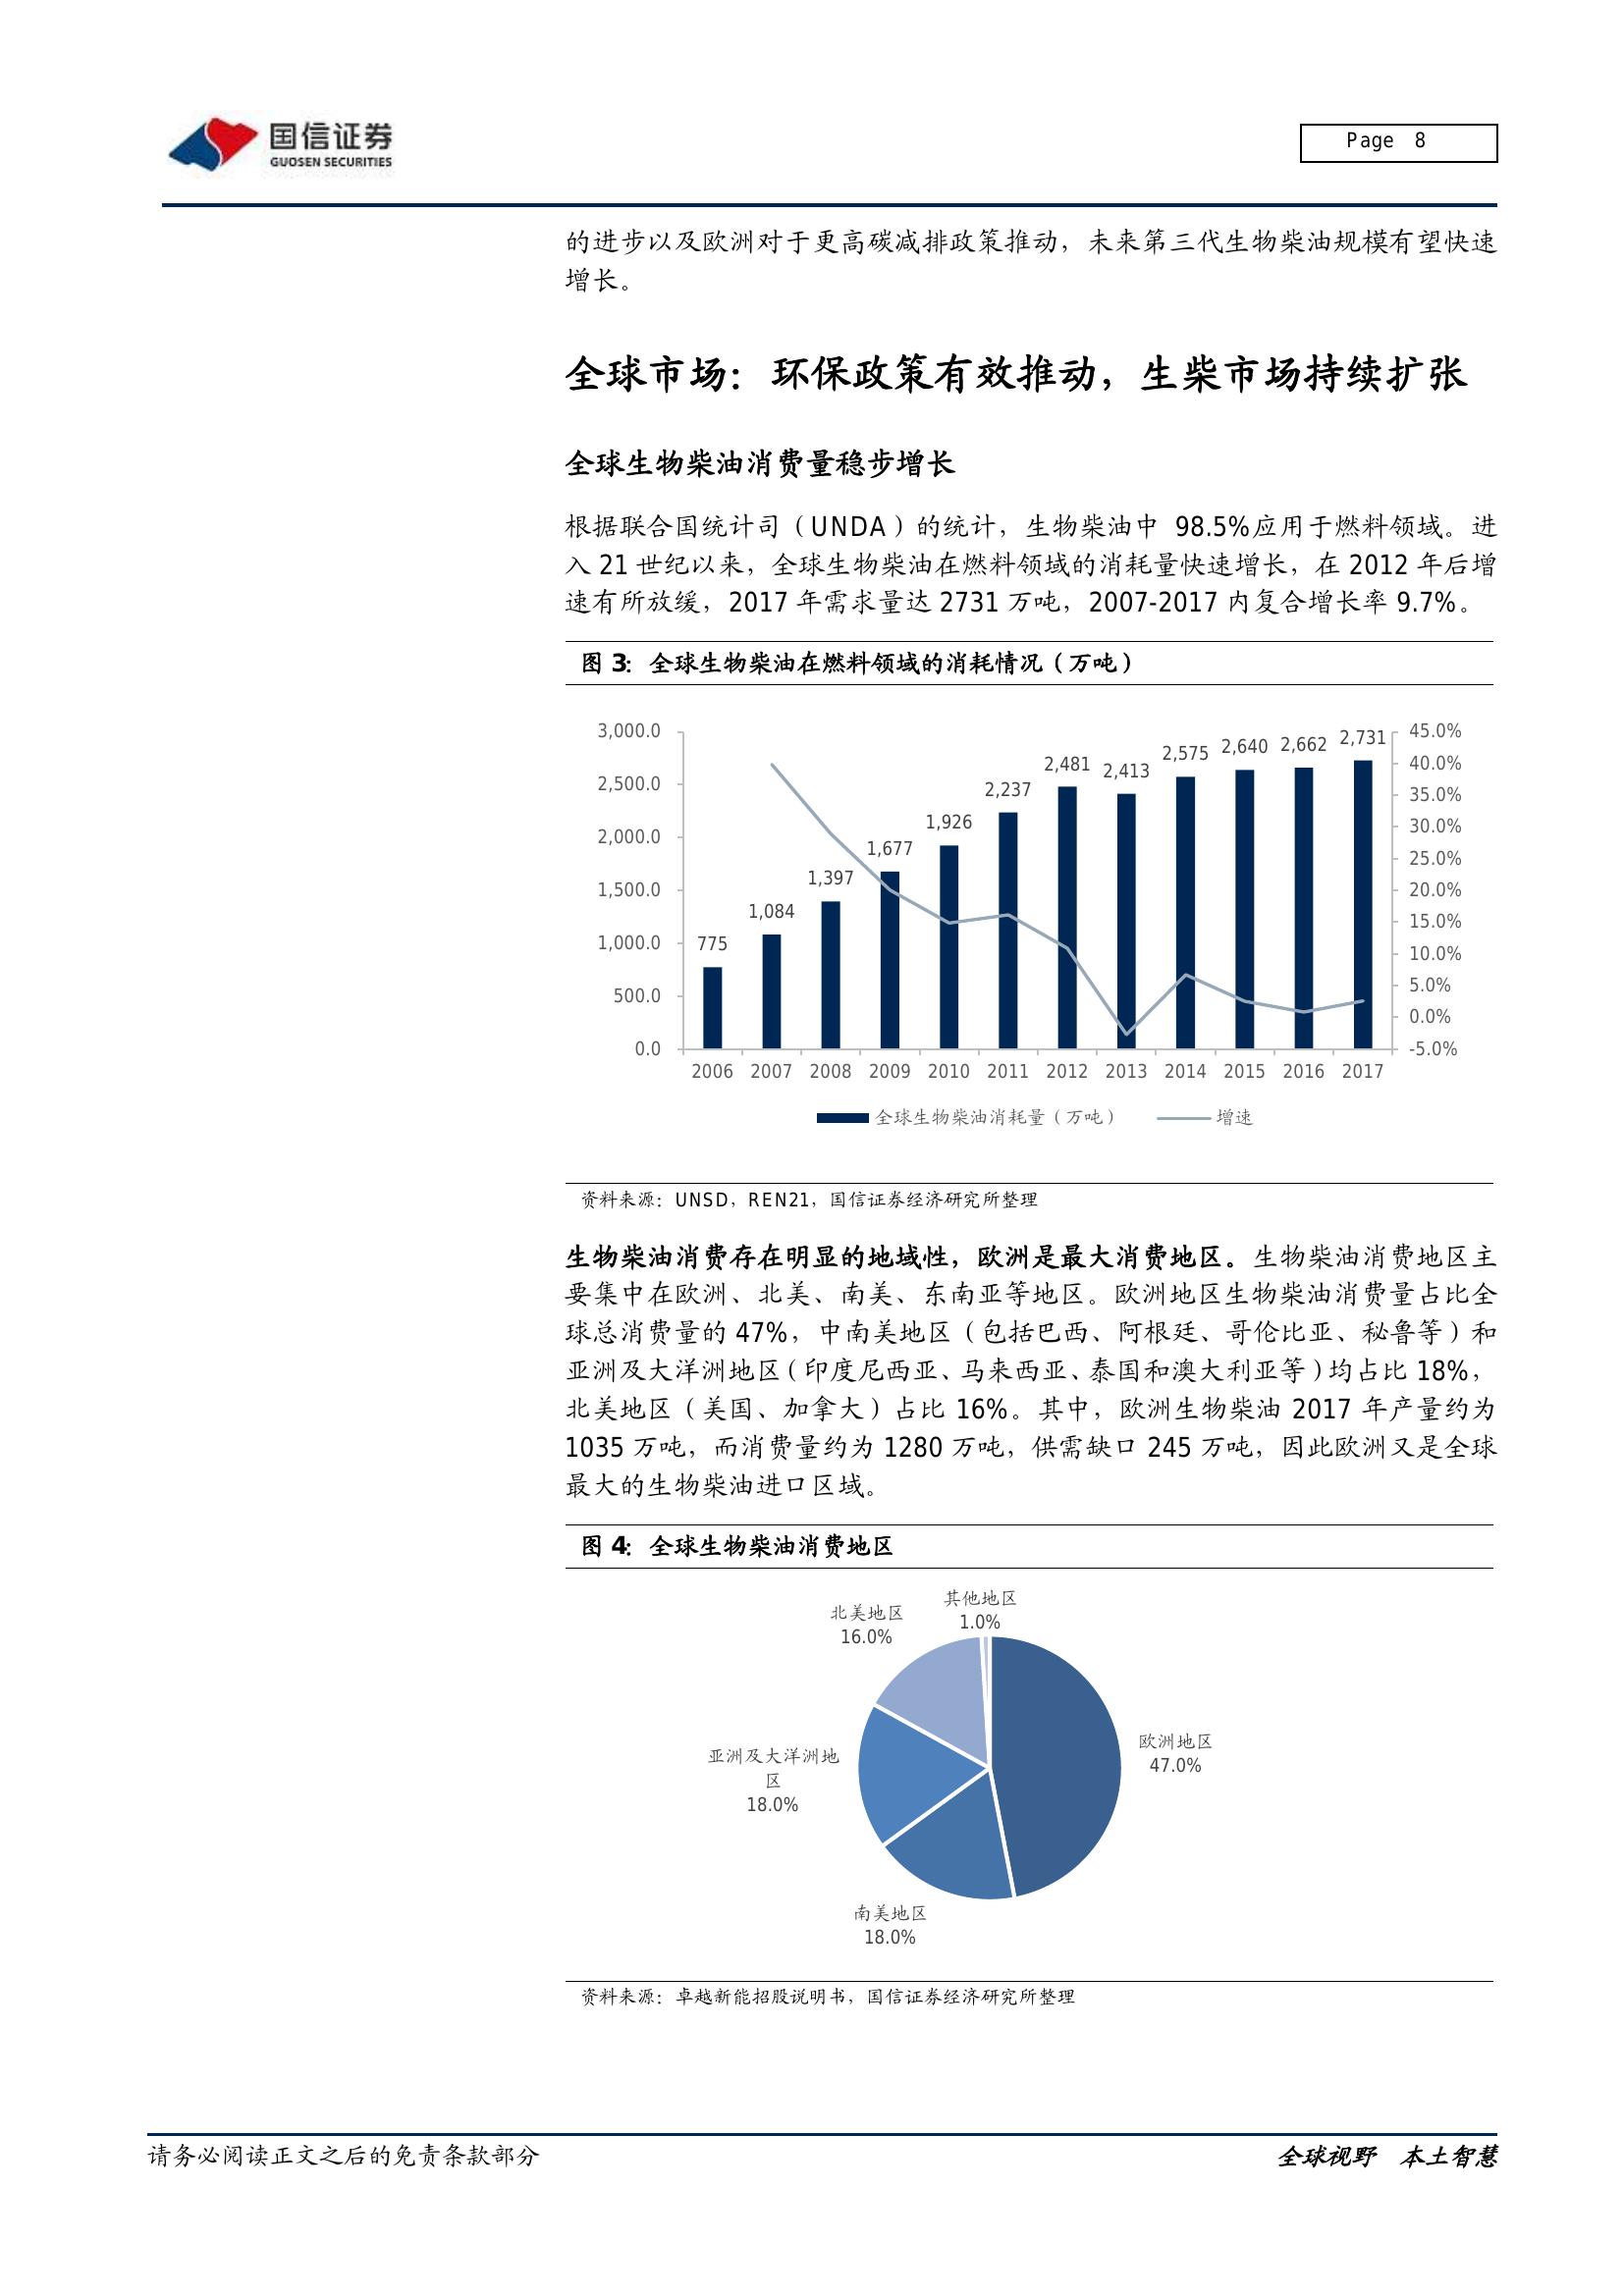 国信证券
GUOSEN SECURITIES
Page 8
的进步以及欧洲对于更高碳减排政策推动，未来第三代生物柴油规模有望快速
增长。
全球市场：环保政策有效推动，生柴市场持续扩张
全球生物柴油消费量稳步增长
根据联合国统计司（UNDA）的统计，生物柴油中 98.5%应用于燃料领域。进
入 21 世纪以来，全球生物柴油在燃料领域的消耗量快速增长，在 2012 年后增
速有所放缓，2017 年需求量达 2731 万吨，2007-2017 内复合增长率 9.7%。
图 3：全球生物柴油在燃料领域的消耗情况（万吨）
3,000.0
2,500.0
2,000.0
1,500.0
1,000.0
500.0
0.0
775
1,084
1,397
1,677
1,926
2,237
2,481
2,413
2,575
2,640
2,662
2,731
45.0%
40.0%
35.0%
30.0%
25.0%
20.0%
15.0%
10.0%
5.0%
0.0%
-5.0%
2006 2007 2008 2009 2010 2011 2012 2013 2014 2015 2016 2017
全球生物柴油消耗量（万吨） 增速
资料来源：UNSD，REN21，国信证券经济研究所整理
生物柴油消费存在明显的地域性，欧洲是最大消费地区。生物柴油消费地区主
要集中在欧洲、北美、南美、东南亚等地区。欧洲地区生物柴油消费量占比全
球总消费量的 47%，中南美地区（包括巴西、阿根廷、哥伦比亚、秘鲁等）和
亚洲及大洋洲地区（印度尼西亚、马来西亚、泰国和澳大利亚等）均占比 18%，
北美地区（美国、加拿大）占比 16%。其中，欧洲生物柴油 2017 年产量约为
1035 万吨，而消费量约为 1280 万吨，供需缺口 245 万吨，因此欧洲又是全球
最大的生物柴油进口区域。
图 4：全球生物柴油消费地区
其他地区
1.0%
北美地区
16.0%
欧洲地区
47.0%
亚洲及大洋洲地
区
18.0%
南美地区
18.0%
资料来源：卓越新能招股说明书，国信证券经济研究所整理
请务必阅读正文之后的免责条款部分
全球视野 本土智慧